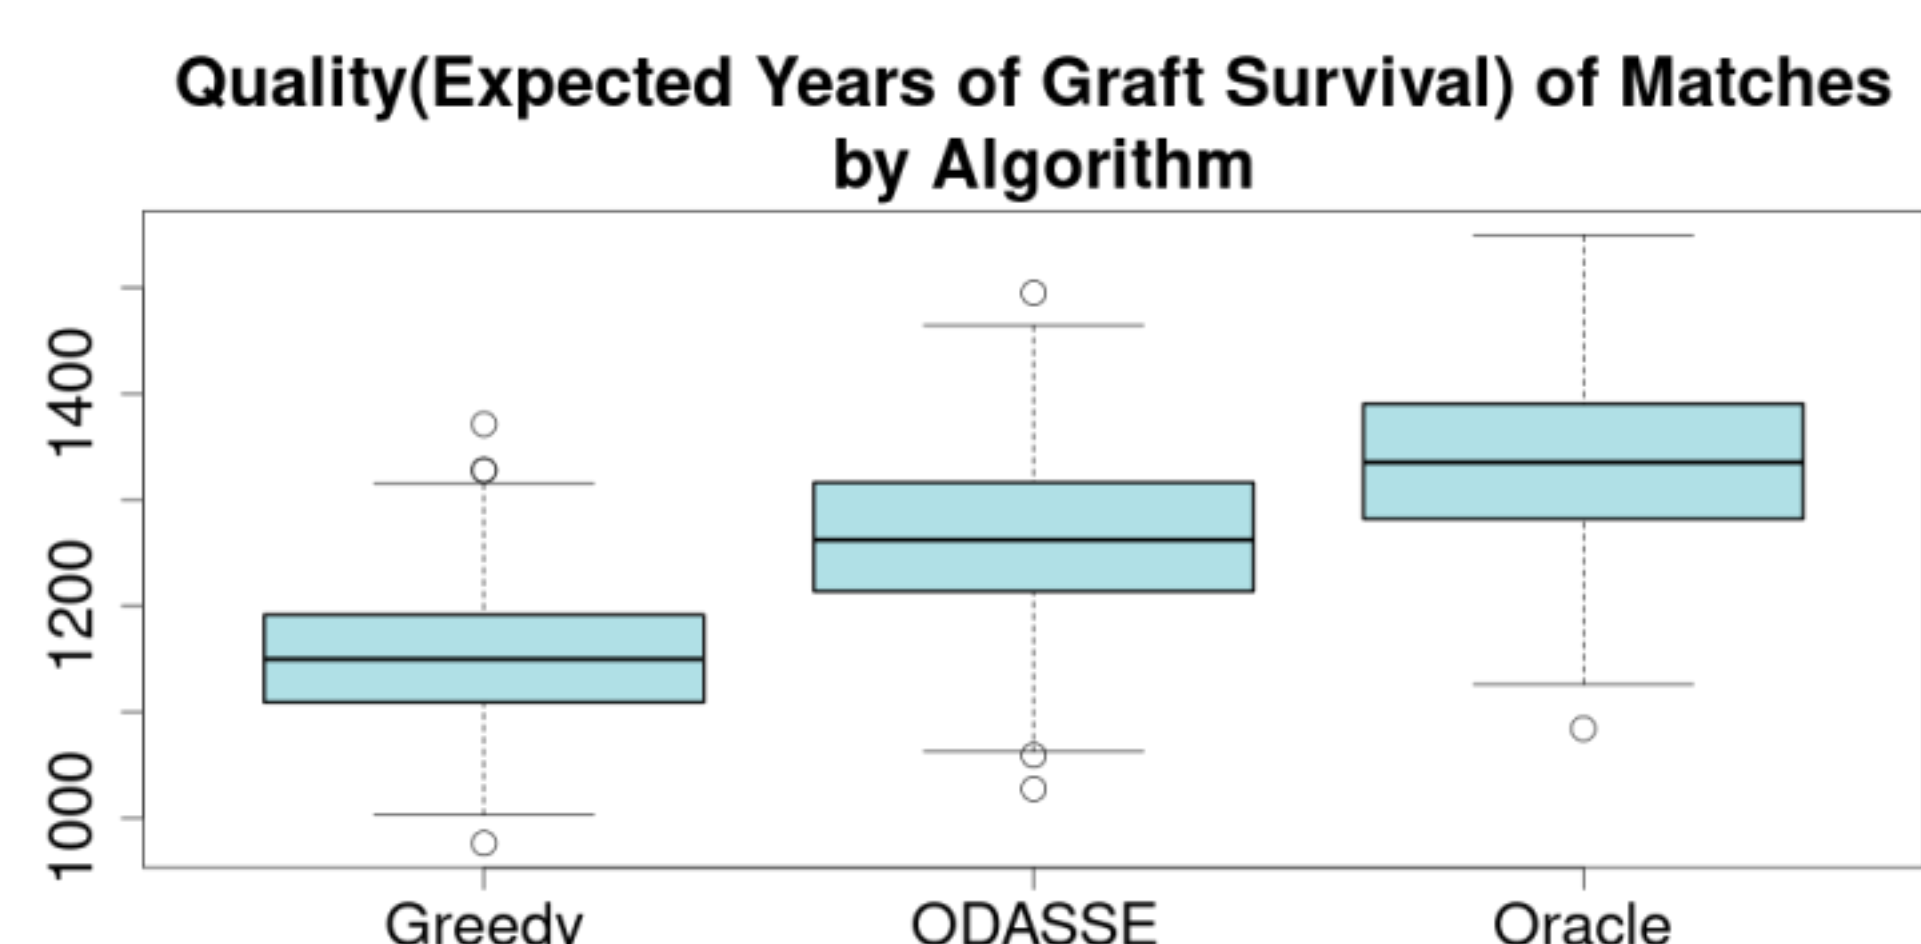 Quality(Expected Years of Graft Survival) of Matches
by Algorithm
1400
1200
1000
Greedy
ODASSE
Oracle